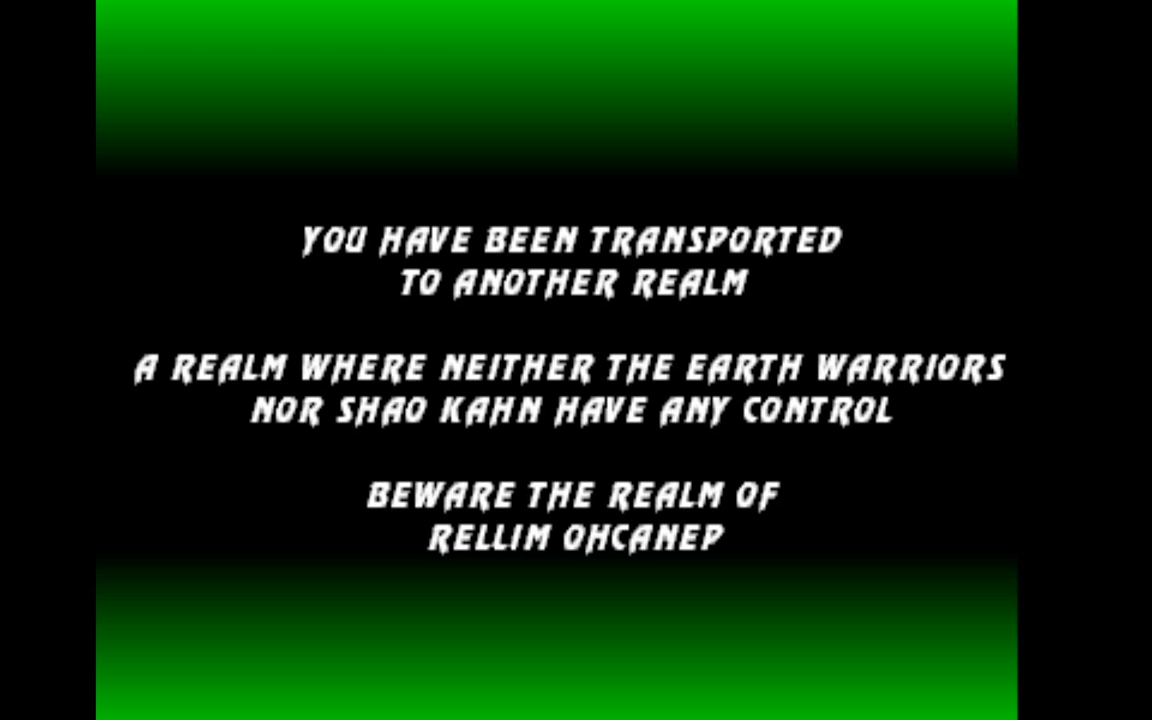 YOU HAVE BEEN TRANSPORTED
TO ANOTHER REALM
A REALM WHERE NEITHER THE EARTH WARRIORS
NOR SHAO KAHN HAVE ANY CONTROL
BEWARE THE REALM OF
RELLIM OHCANEP